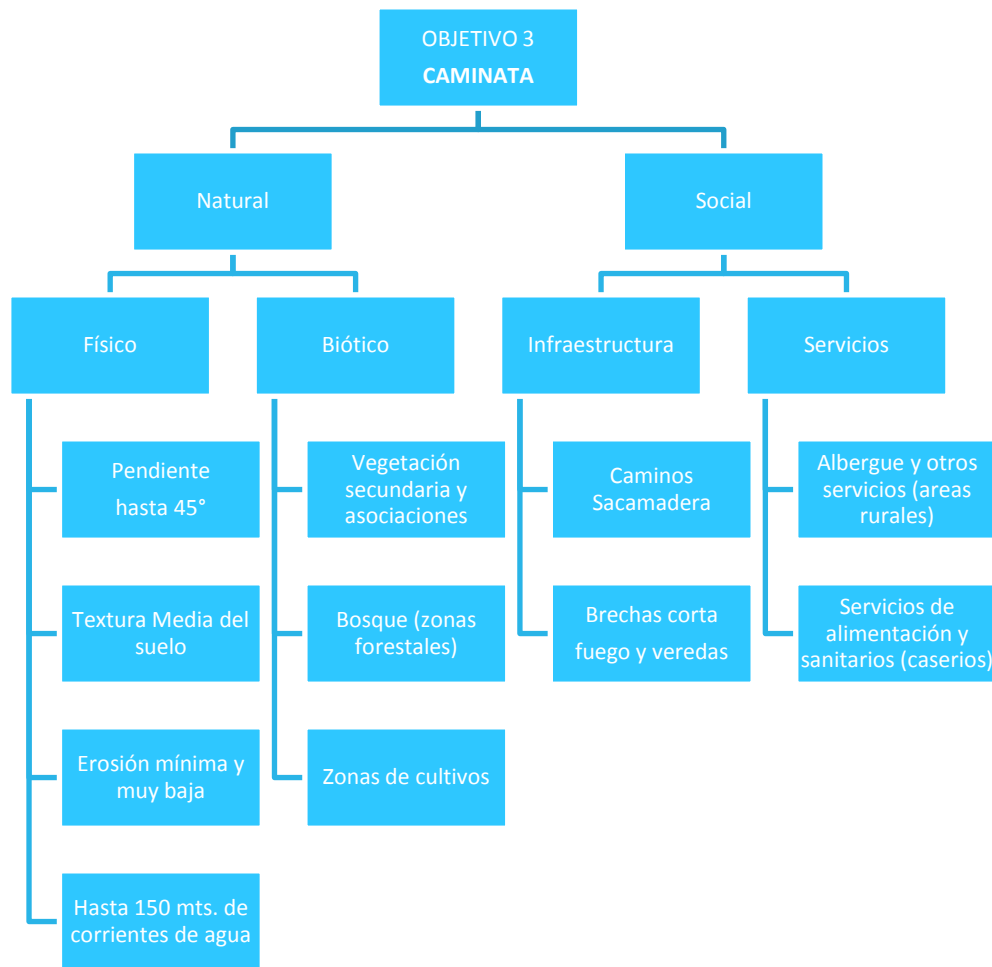 OBJETIVO 3
CAMINATA
Natural
Social
Físico
Biótico
Infraestructura
Servicios
Pendiente
hasta 45°
Vegetación
secundaria y
asociaciones
Caminos
Sacamadera
Albergue y otros
servicios (areas
rurales)
Textura Media del
suelo
Bosque (zonas
forestales)
Brechas corta
fuego y veredas
Servicios de
alimentación y
sanitarios (caserios)
Erosión mínima y
muy baja
Zonas de cultivos
Hasta 150 mts. de
corrientes de agua